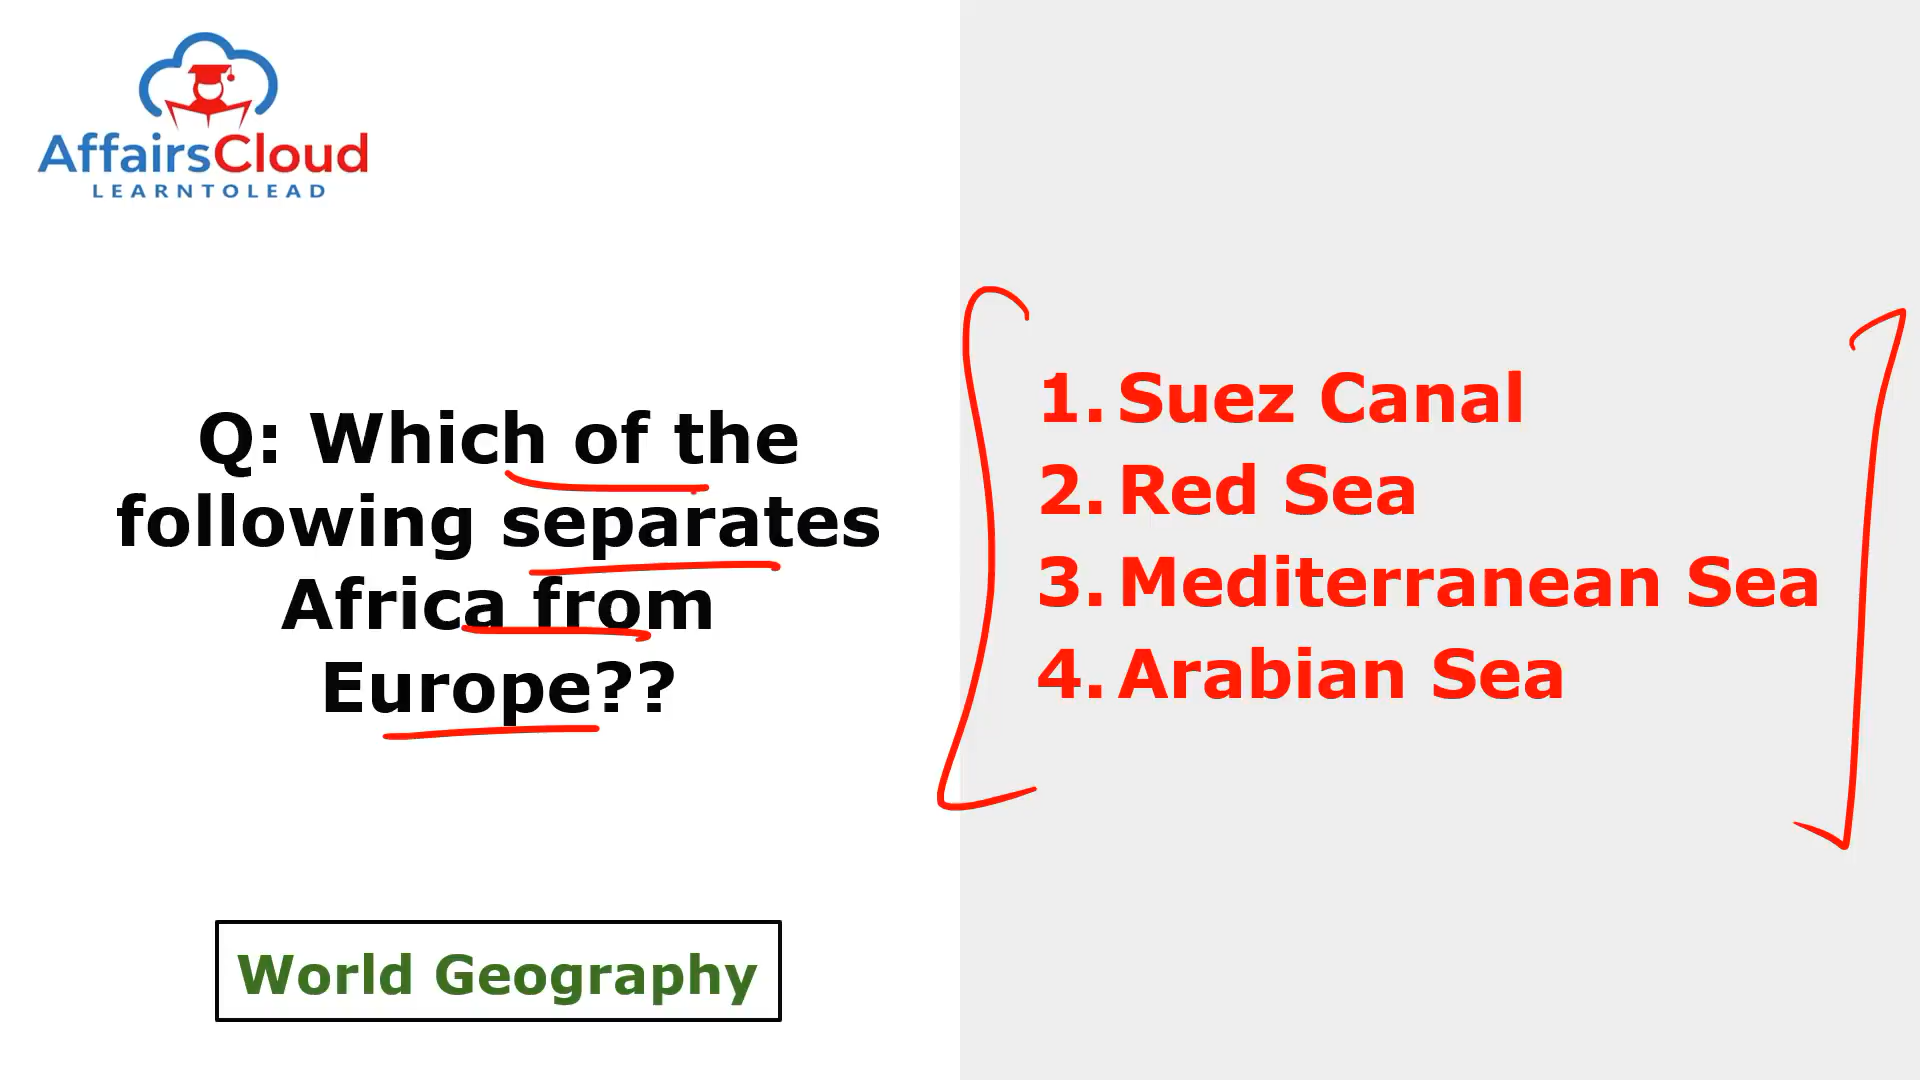 AffairsCloud
LEARNTOLEAD
Q: Which of the
following separates
Africa from
Europe??
World Geography
1. Suez Canal
2. Red Sea
3. Mediterranean Sea
4. Arabian Sea